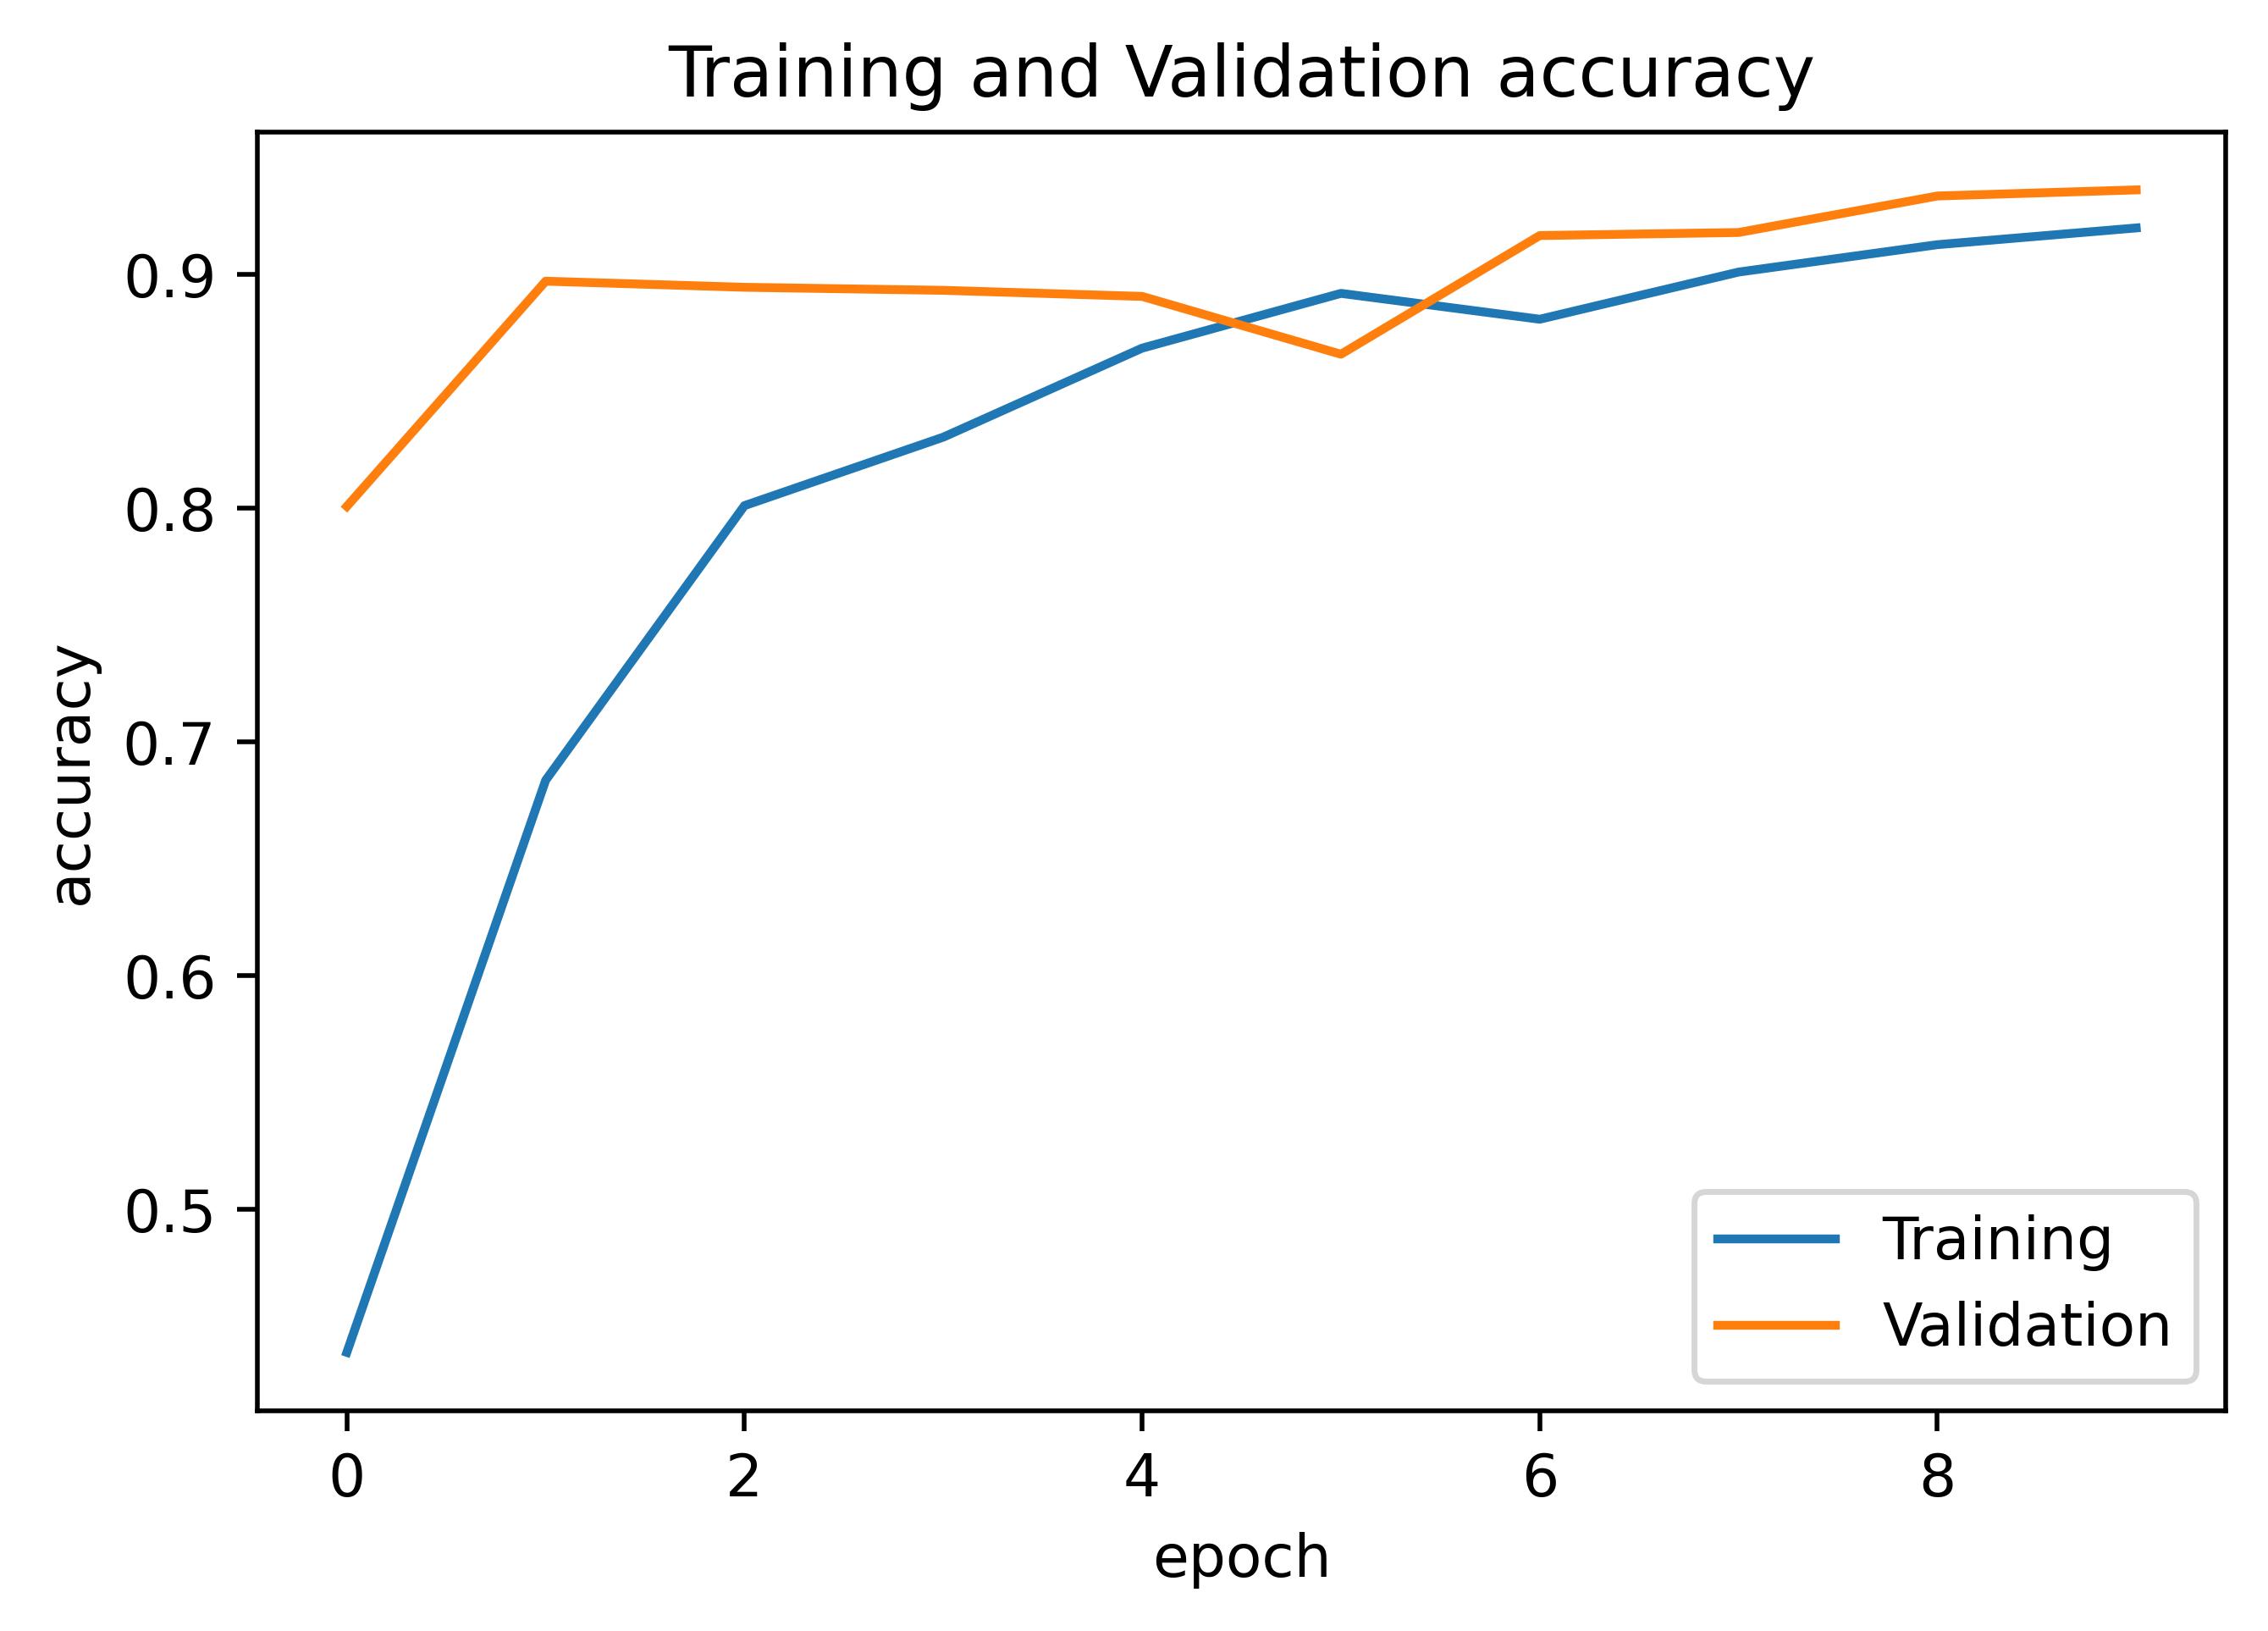 Training and Validation accuracy
accuracy
0.9
0.8
0.7
0.6
0.5
Training
Validation
0 2 4 6 8
epoch